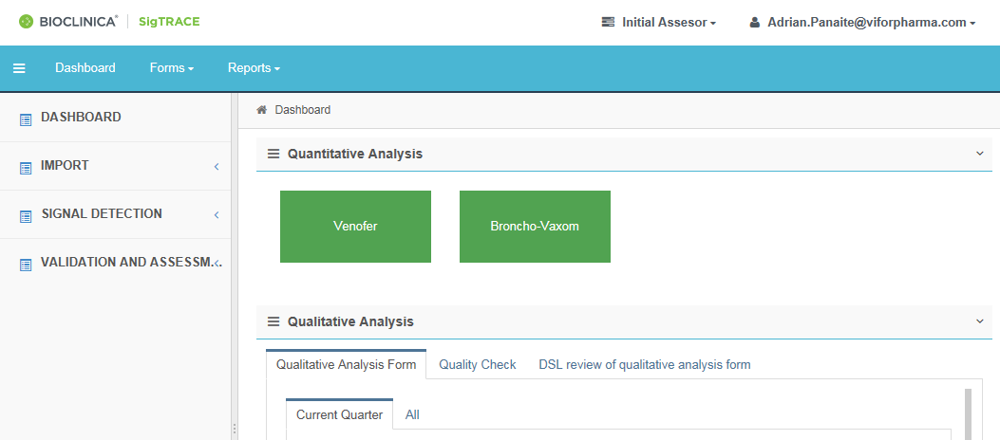 BIOCLINICA® SigTRACE Initial Assesor Adrian.Panaite@viforpharma.com
Dashboard Forms Reports
DASHBOARD
IMPORT
SIGNAL DETECTION
VALIDATION AND ASSESSM...
Dashboard
Quantitative Analysis
Venofer Broncho-Vaxom
Qualitative Analysis
Qualitative Analysis Form Quality Check DSL review of qualitative analysis form
Current Quarter All